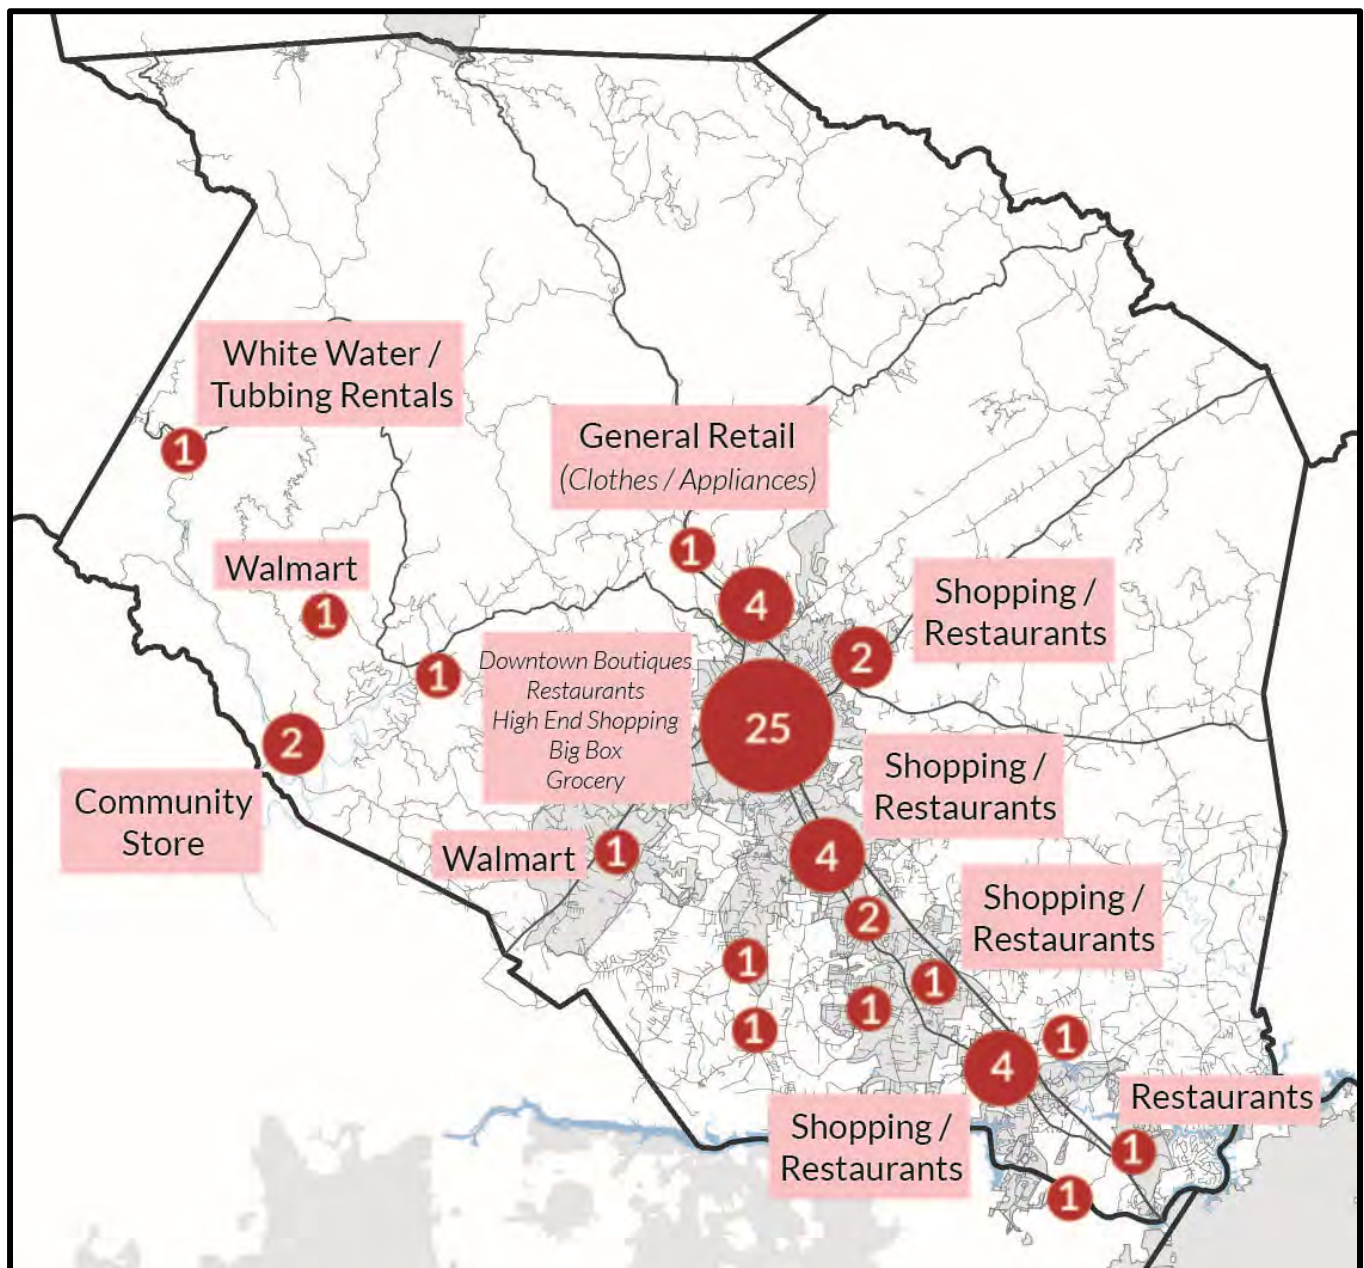 White Water /
Tubbing Rentals
1
General Retail
(Clothes / Appliances)
1
Walmart
1
4
Shopping /
Restaurants
2
1
Downtown Boutiques
Restaurants
High End Shopping
Big Box
Grocery
25
2
Community
Store
Shopping /
Restaurants
Walmart
1
4
2
Shopping /
Restaurants
1
1
1
1
1
4
Restaurants
Shopping /
Restaurants
1
1